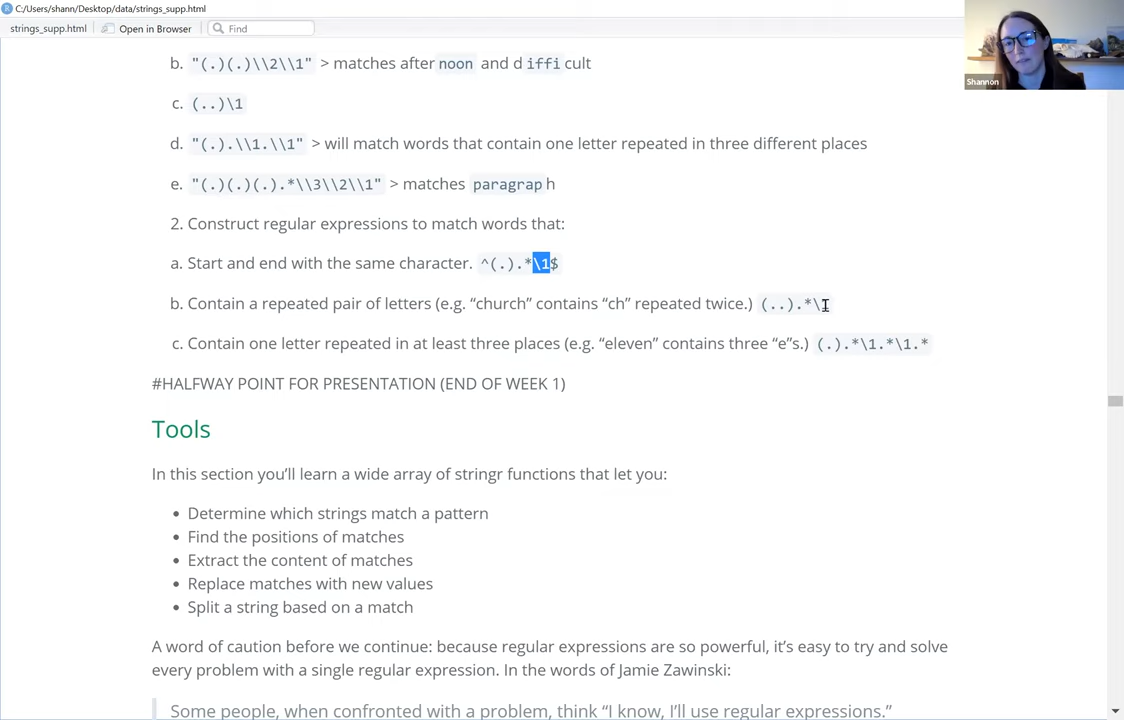 C:/Users/shann/Desktop/data/strings_supp.html
strings_supp.html Open in Browser Find
Shannon
b. "(.)(.)\\2\\1" > matches after noon and d iffi cult
c. (..)\1
d. "(.).\\1.\\1" > will match words that contain one letter repeated in three different places
e. "(.)(.)(.).*\\3\\2\\1" > matches paragrap h
2. Construct regular expressions to match words that:
a. Start and end with the same character. ^(.).*\1$
b. Contain a repeated pair of letters (e.g. “church” contains “ch” repeated twice.) (..).*\
c. Contain one letter repeated in at least three places (e.g. “eleven” contains three “e”s.) (.).*\1.*\1.*
#HALFWAY POINT FOR PRESENTATION (END OF WEEK 1)
Tools
In this section you’ll learn a wide array of stringr functions that let you:
• Determine which strings match a pattern
• Find the positions of matches
• Extract the content of matches
• Replace matches with new values
• Split a string based on a match
A word of caution before we continue: because regular expressions are so powerful, it’s easy to try and solve
every problem with a single regular expression. In the words of Jamie Zawinski:
Some people, when confronted with a problem, think “I know, I’ll use regular expressions.”